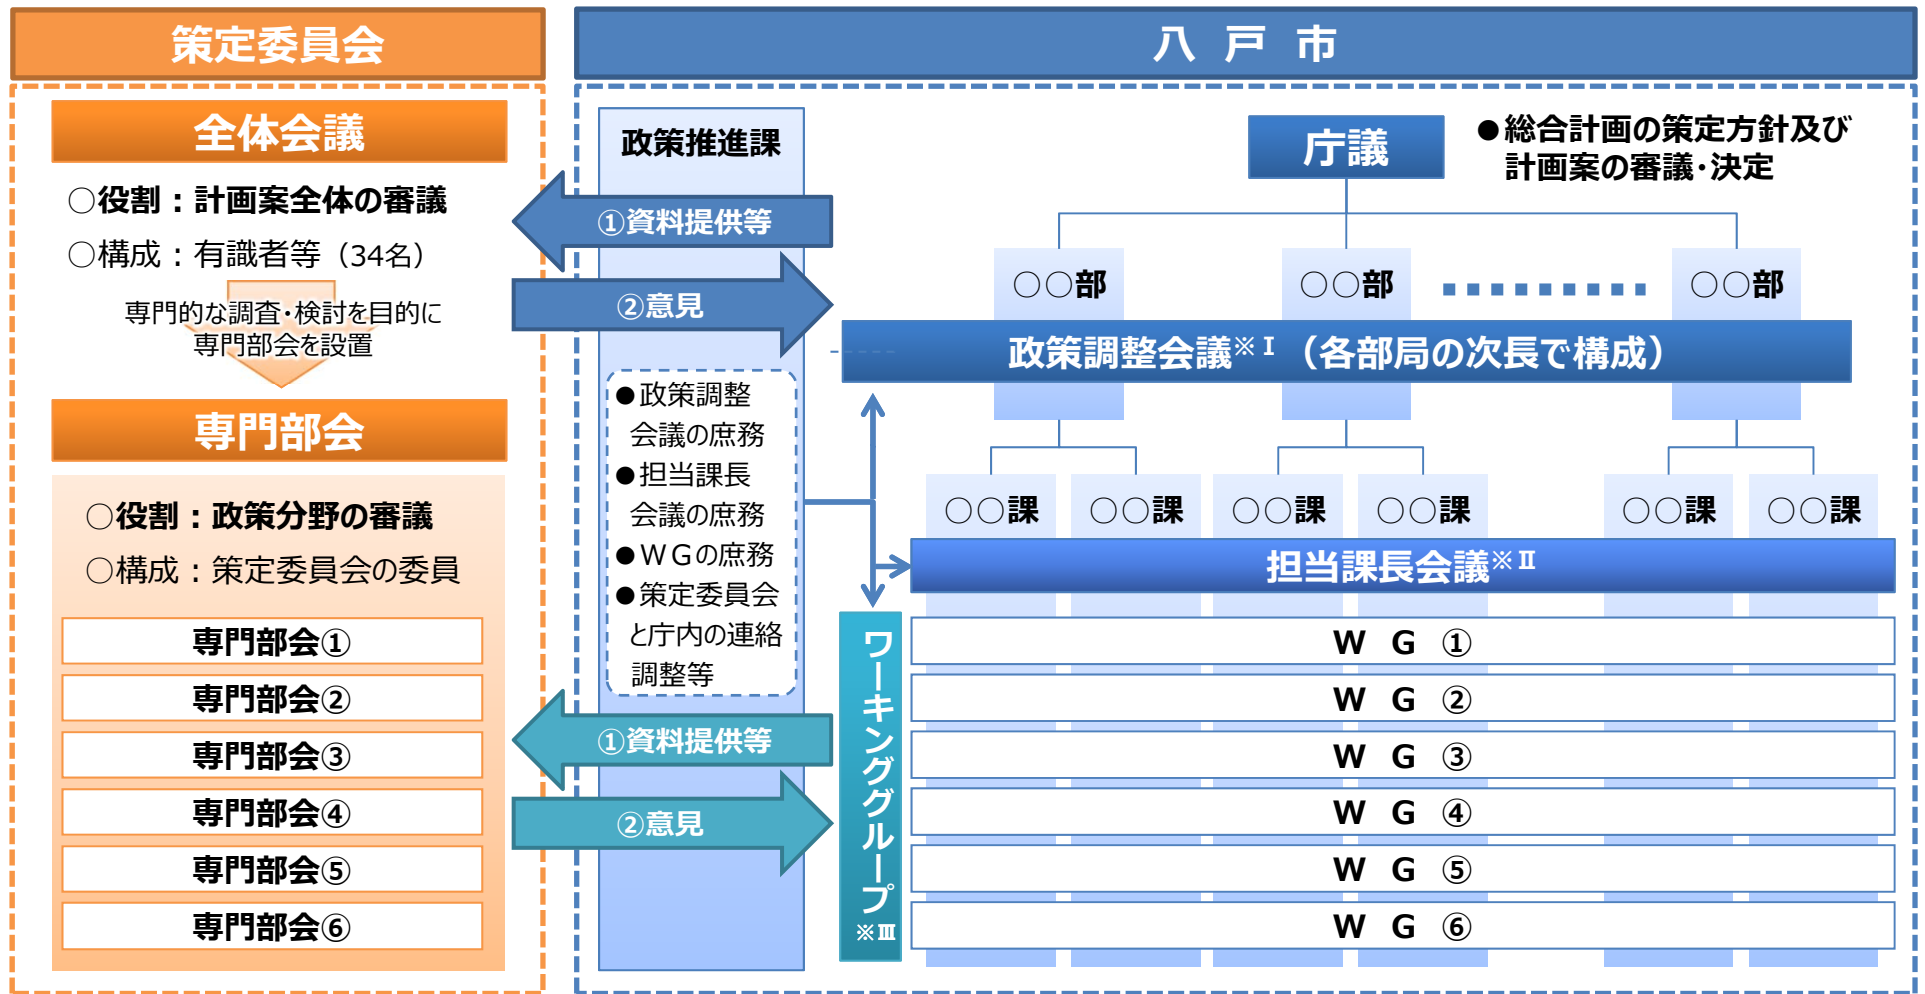 策定委員会
全体会議
○役割：計画案全体の審議
○構成：有識者等（34名）
専門的な調査・検討を目的に
専門部会を設置
専門部会
○役割：政策分野の審議
○構成：策定委員会の委員
専門部会①
専門部会②
専門部会③
専門部会④
専門部会⑤
専門部会⑥
八 戸 市
政策推進課
①資料提供等
②意見
●政策調整
会議の庶務
●担当課長
会議の庶務
●ＷＧの庶務
●策定委員会
と庁内の連絡
調整等
①資料提供等
②意見
庁議
●総合計画の策定方針及び
計画案の審議・決定
○○部
○○部
○○部
政策調整会議※Ⅰ（各部局の次長で構成）
○○課
○○課
○○課
○○課
○○課
○○課
担当課長会議※Ⅱ
ワーキンググループ
※Ⅲ
Ｗ Ｇ ①
Ｗ Ｇ ②
Ｗ Ｇ ③
Ｗ Ｇ ④
Ｗ Ｇ ⑤
Ｗ Ｇ ⑥